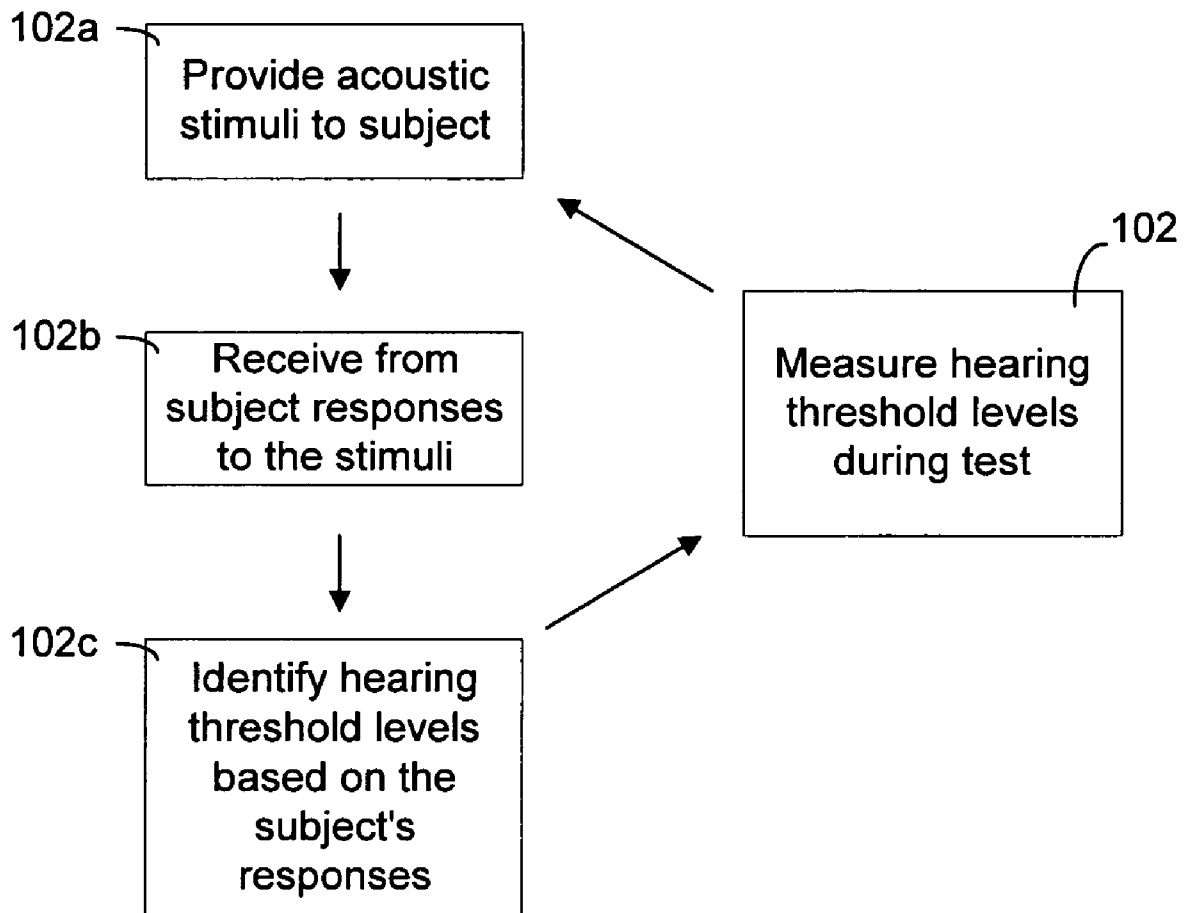 102a
Provide acoustic
stimuli to subject
102
102b
Receive from
subject responses
to the stimuli
Measure hearing
threshold levels
during test
102c
Identify hearing
threshold levels
based on the
subject's
responses